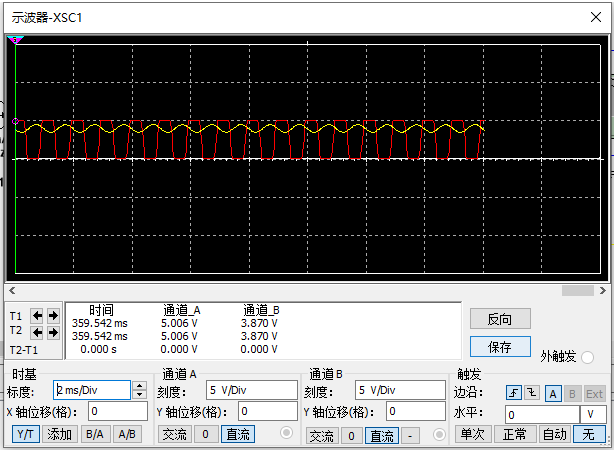 示波器-XSC1
T1
T2
T2-T1
时间 通道_A 通道_B
359.542 ms 5.006 V 3.870 V
359.542 ms 5.006 V 3.870 V
0.000 s 0.000 V 0.000 V
反向
保存
外触发
时基
标度: 2 ms/Div
X 轴位移(格): 0
Y/T 添加 B/A A/B
通道 A
刻度: 5 V/Div
Y 轴位移(格): 0
交流 0 直流
通道 B
刻度: 5 V/Div
Y 轴位移(格): 0
交流 0 直流 -
触发
边沿: A B Ext
水平: 0 V
单次 正常 自动 无